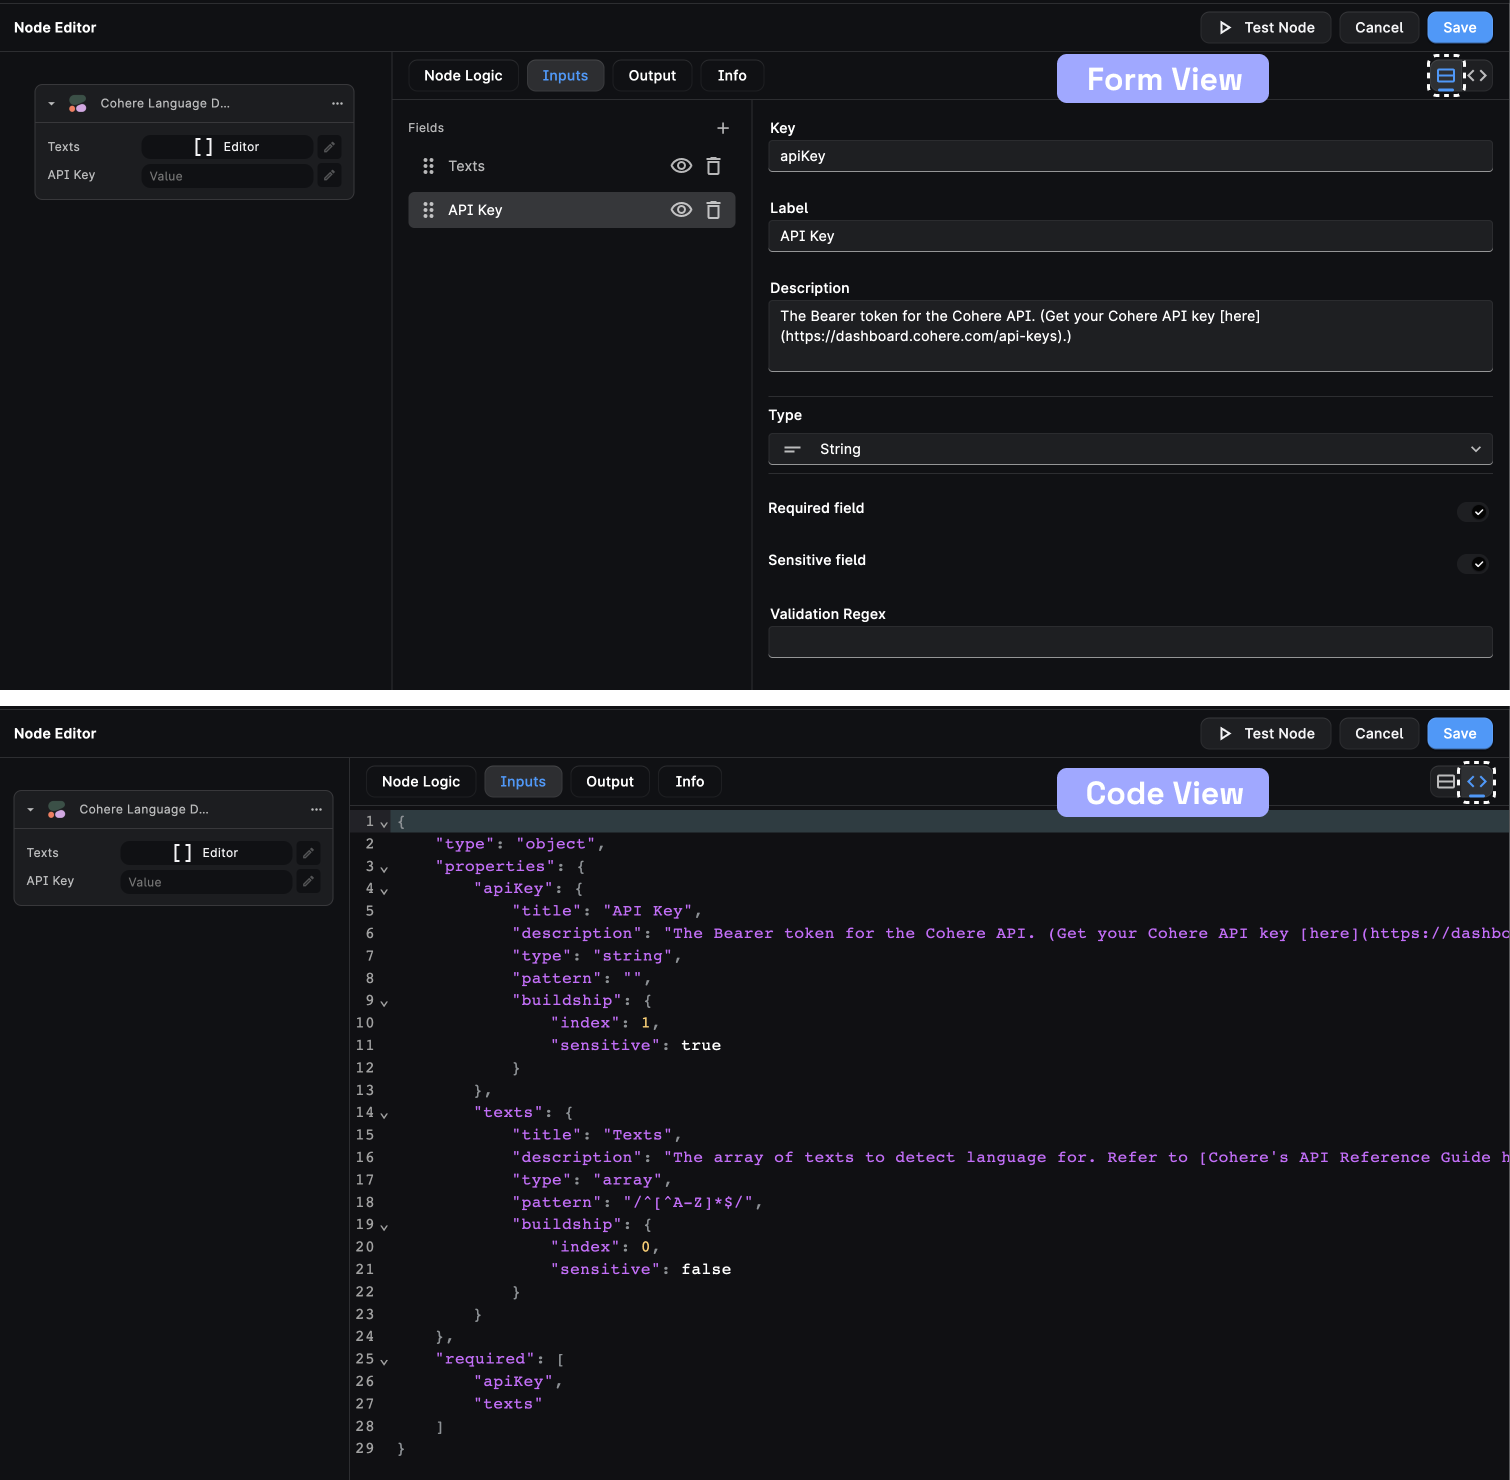 Node Editor
Test Node
Cancel
Save
Node Logic
Inputs
Output
Info
Form View
Cohere Language D...
Texts
[ ] Editor
API Key
Value
Fields
Texts
API Key
Key
apiKey
Label
API Key
Description
The Bearer token for the Cohere API. (Get your Cohere API key [here]
(https://dashboard.cohere.com/api-keys).)
Type
String
Required field
Sensitive field
Validation Regex
Node Editor
Test Node
Cancel
Save
Node Logic
Inputs
Output
Info
Code View
Cohere Language D...
Texts
[ ] Editor
API Key
Value
1 {
2 "type": "object",
3 "properties": {
4 "apiKey": {
5 "title": "API Key",
6 "description": "The Bearer token for the Cohere API. (Get your Cohere API key [here](https://dashbo
7 "type": "string",
8 "pattern": "",
9 "buildship": {
10 "index": 1,
11 "sensitive": true
12 }
13 },
14 "texts": {
15 "title": "Texts",
16 "description": "The array of texts to detect language for. Refer to [Cohere's API Reference Guide h
17 "type": "array",
18 "pattern": "/^[^A-Z]*$/",
19 "buildship": {
20 "index": 0,
21 "sensitive": false
22 }
23 }
24 },
25 "required": [
26 "apiKey",
27 "texts"
28 ]
29 }